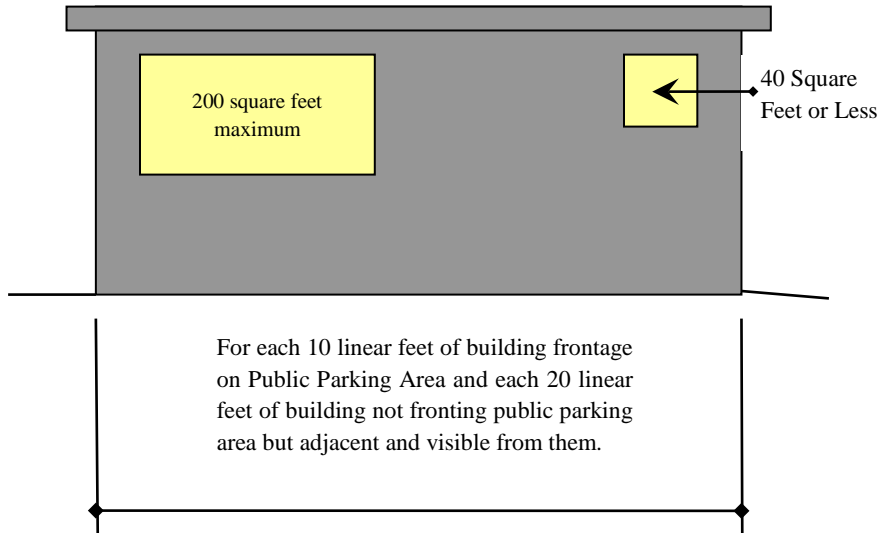 200 square feet
maximum
40 Square
Feet or Less
For each 10 linear feet of building frontage
on Public Parking Area and each 20 linear
feet of building not fronting public parking
area but adjacent and visible from them.